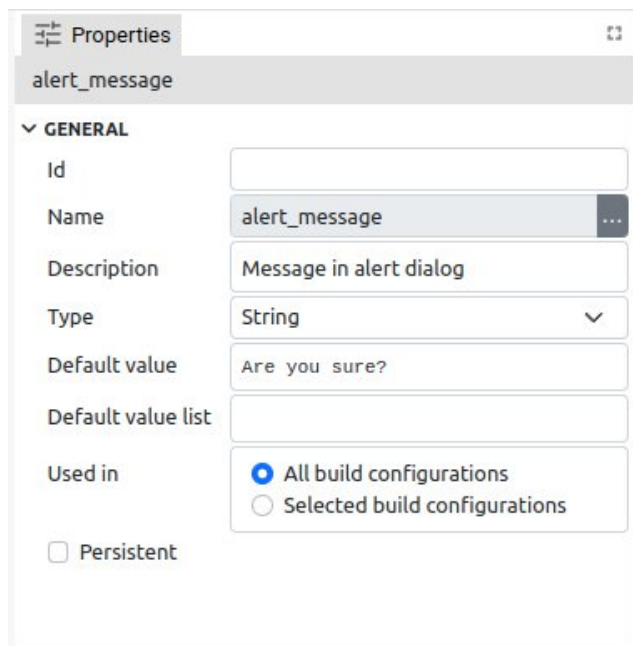 Properties
alert_message
GENERAL
Id
Name alert_message ...
Description Message in alert dialog
Type String
Default value Are you sure?
Default value list
Used in All build configurations
Selected build configurations
Persistent